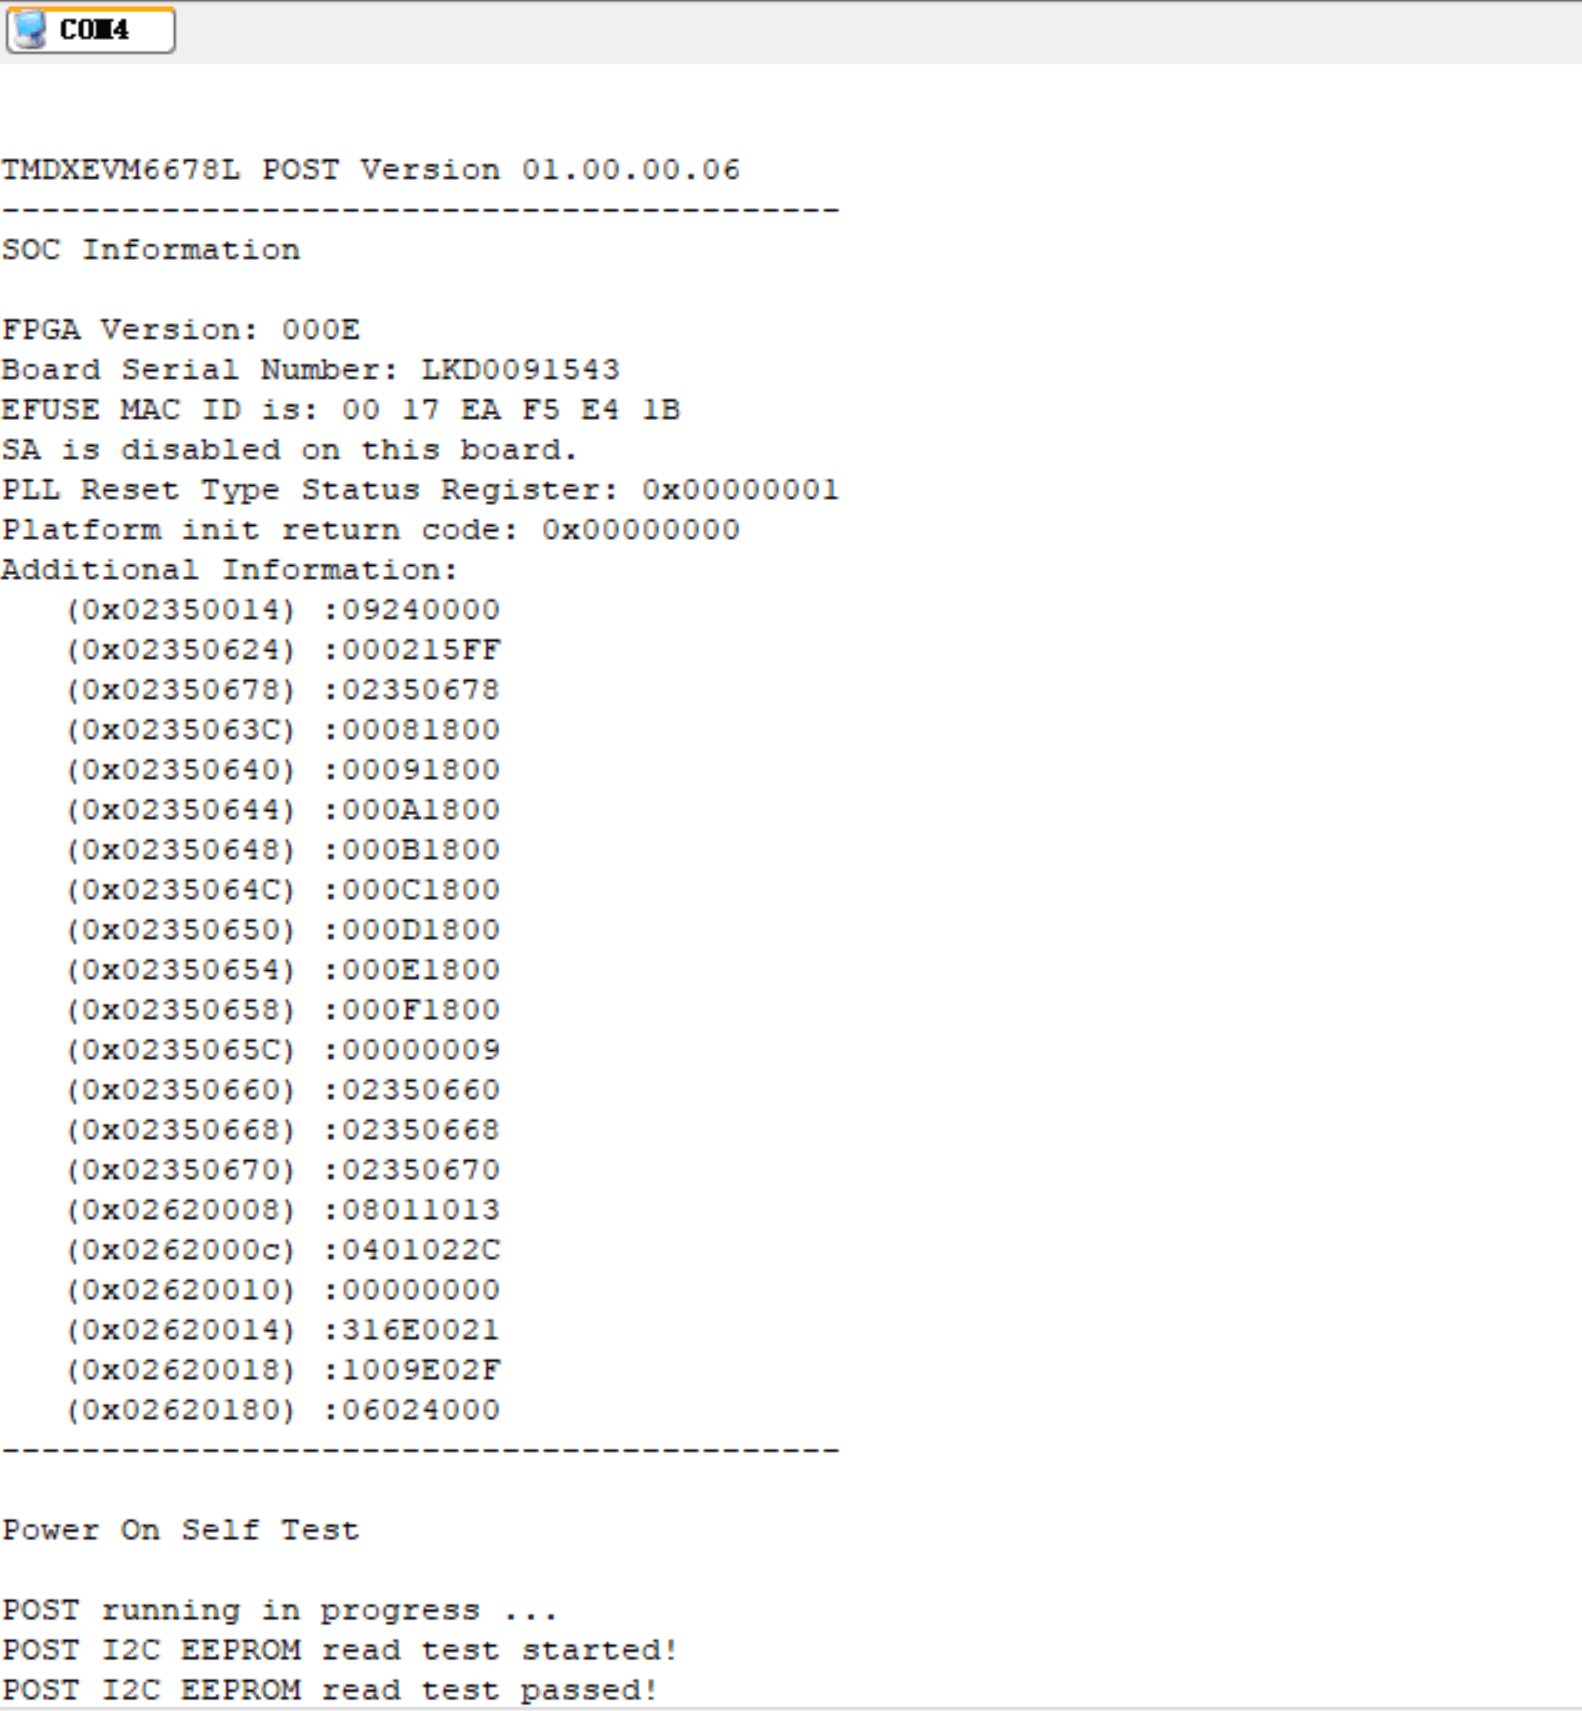 COM4
TMDXEVM6678L POST Version 01.00.00.06
------------------------------------------
SOC Information
FPGA Version: 000E
Board Serial Number: LKD0091543
EFUSE MAC ID is: 00 17 EA F5 E4 1B
SA is disabled on this board.
PLL Reset Type Status Register: 0x00000001
Platform init return code: 0x00000000
Additional Information:
(0x02350014) :09240000
(0x02350624) :000215FF
(0x02350678) :02350678
(0x0235063C) :00081800
(0x02350640) :00091800
(0x02350644) :000A1800
(0x02350648) :000B1800
(0x0235064C) :000C1800
(0x02350650) :000D1800
(0x02350654) :000E1800
(0x02350658) :000F1800
(0x0235065C) :00000009
(0x02350660) :02350660
(0x02350668) :02350668
(0x02350670) :02350670
(0x02620008) :08011013
(0x0262000c) :0401022C
(0x02620010) :00000000
(0x02620014) :316E0021
(0x02620018) :1009E02F
(0x02620180) :06024000
------------------------------------------
Power On Self Test
POST running in progress ...
POST I2C EEPROM read test started!
POST I2C EEPROM read test passed!